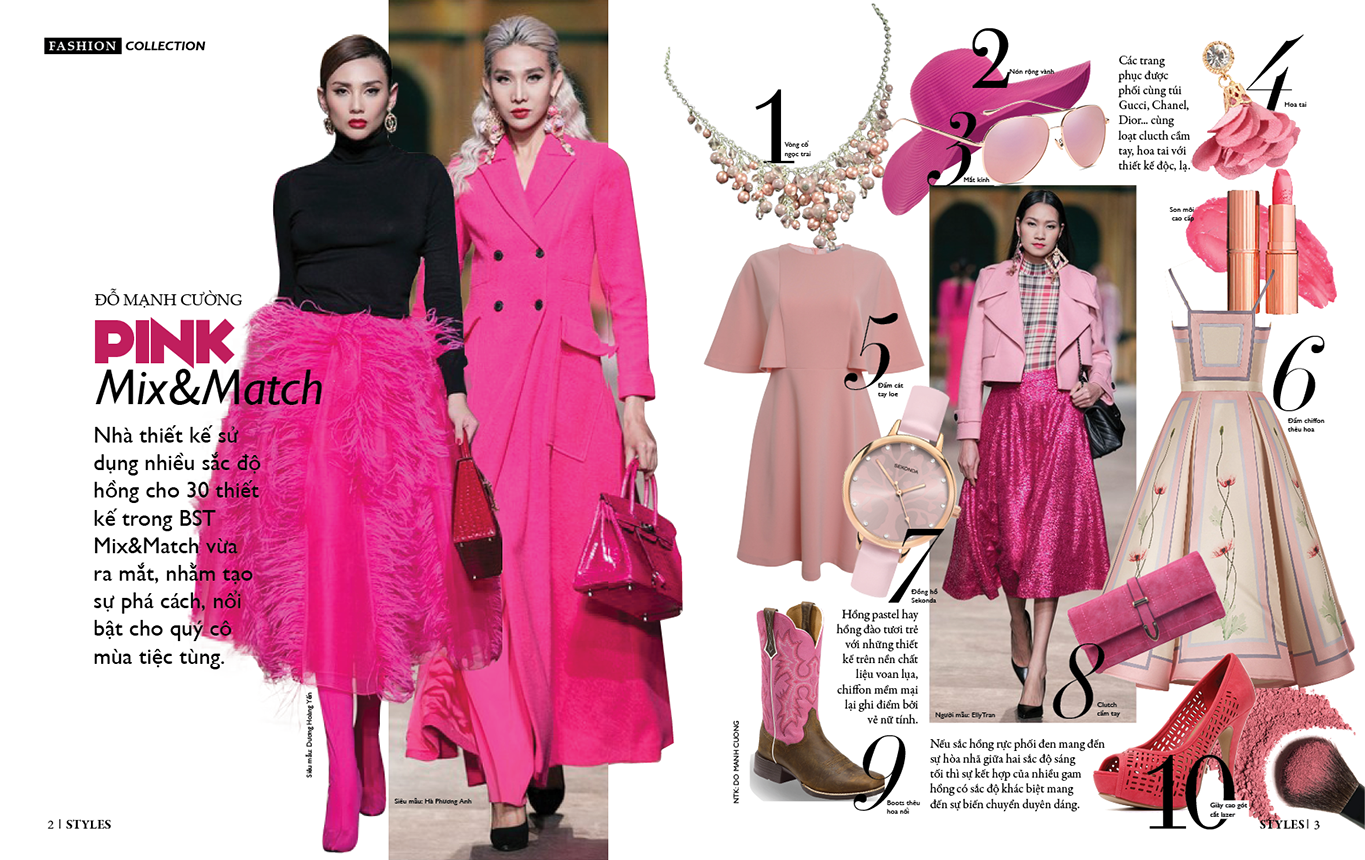 FASHION COLLECTION
ĐỖ MẠNH CƯỜNG
PINK
Mix&Match
Nhà thiết kế sử
dụng nhiều sắc độ
hồng cho 30 thiết
kế trong BST
Mix&Match vừa
ra mắt, nhằm tạo
sự phá cách, nổi
bật cho quý cô
mùa tiệc tùng.
Siêu mẫu: Dương Hoàng Yến
Siêu mẫu: Hà Phương Anh
2 | STYLES
1
Vòng cổ
ngọc trai
2
Nón rộng vành
3
Mắt kính
Các trang
phục được
phối cùng túi
Gucci, Chanel,
Dior... cùng
loạt clucth cầm
tay, hoa tai với
thiết kế độc, lạ.
4
Hoa tai
Son môi
cao cấp
5
Đầm cát
tay loe
6
Đầm chiffon
thêu hoa
SEKONDA
7
Đồng hồ
Sekonda
Hồng pastel hay
hồng đào tươi trẻ
với những thiết
kế trên nền chất
liệu voan lụa,
chiffon mềm mại
lại ghi điểm bởi
vẻ nữ tính.
Người mẫu: Elly Tran
8
Clutch
cầm tay
NTK: DO MANH CUONG
9
Boots thêu
hoa nổi
Nếu sắc hồng rực phối đen mang đến
sự hòa nhã giữa hai sắc độ sáng
tối thì sự kết hợp của nhiều gam
hồng có sắc độ khác biệt mang
đến sự biến chuyển duyên dáng.
10
Giày cao gót
cắt lazer
STYLES | 3